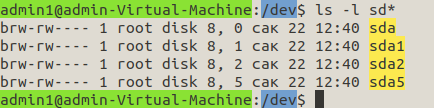 admin1@admin-Virtual-Machine:/dev$ ls -l sd*
brw-rw---- 1 root disk 8, 0 сак 22 12:40 sda
brw-rw---- 1 root disk 8, 1 сак 22 12:40 sda1
brw-rw---- 1 root disk 8, 2 сак 22 12:40 sda2
brw-rw---- 1 root disk 8, 5 сак 22 12:40 sda5
admin1@admin-Virtual-Machine:/dev$